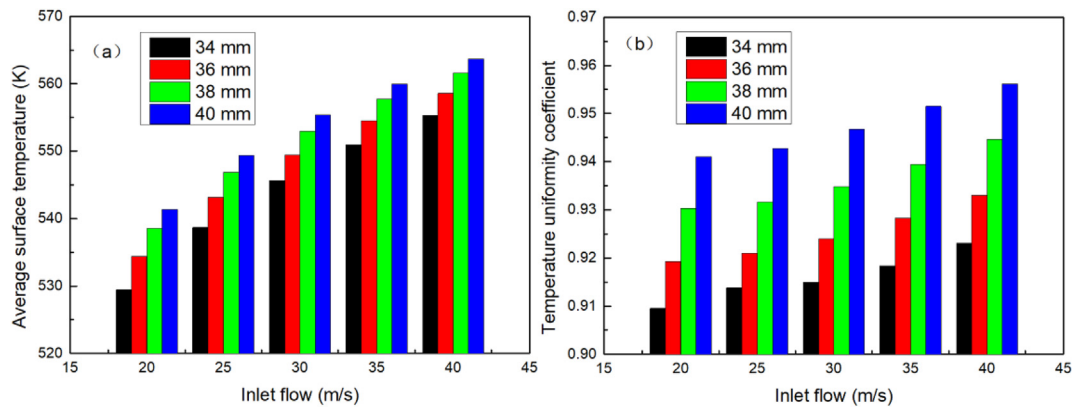 (a)
34 mm
36 mm
38 mm
40 mm
Average surface temperature (K)
570
560
550
540
530
520
15 20 25 30 35 40 45
Inlet flow (m/s)
(b)
34 mm
36 mm
38 mm
40 mm
Temperature uniformity coefficient
0.97
0.96
0.95
0.94
0.93
0.92
0.91
0.90
15 20 25 30 35 40 45
Inlet flow (m/s)